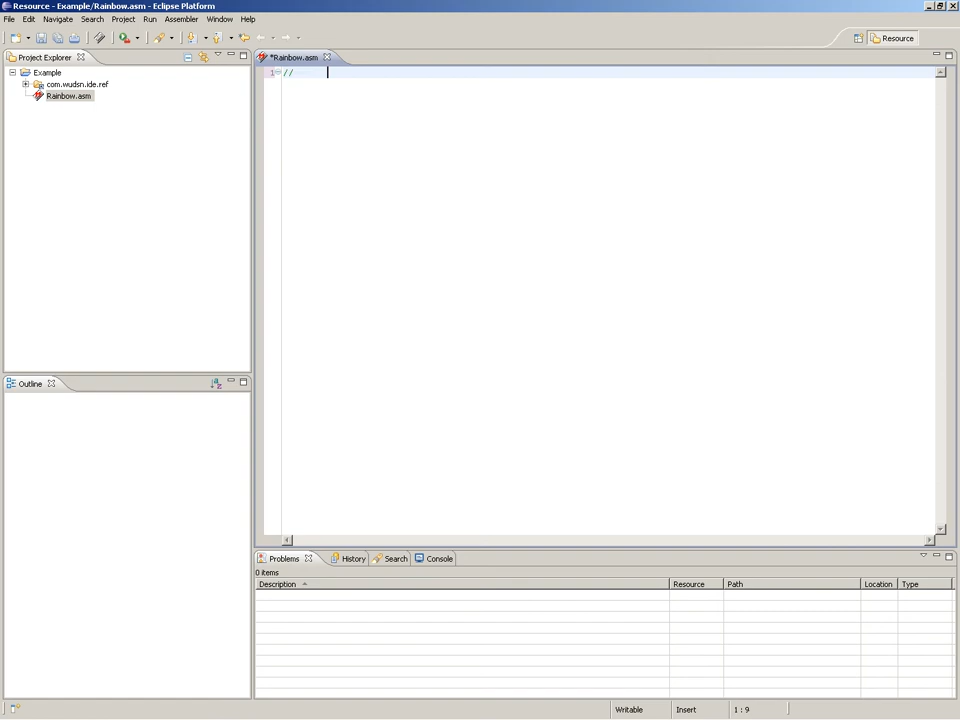 Resource - Example/Rainbow.asm - Eclipse Platform
File Edit Navigate Search Project Run Assembler Window Help
Resource
Project Explorer
*Rainbow.asm
Example
com.wudsn.ide.ref
Rainbow.asm
1 //
Outline
Problems History Search Console
0 items
Description Resource Path Location Type
Writable Insert 1 : 9